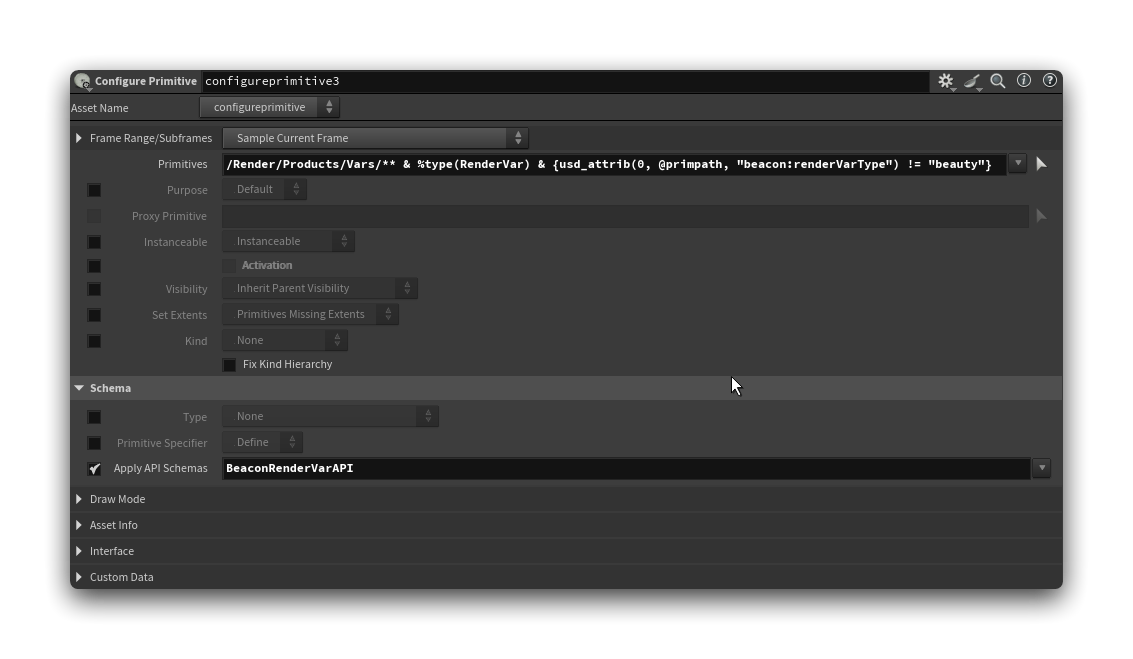 Configure Primitive configureprimitive3
Asset Name configureprimitive
Frame Range/Subframes Sample Current Frame
Primitives /Render/Products/Vars/** & %type(RenderVar) & {usd_attrib(0, @primpath, "beacon:renderVarType") != "beauty"}
Purpose Default
Proxy Primitive
Instanceable Instanceable
Activation
Visibility Inherit Parent Visibility
Set Extents Primitives Missing Extents
Kind None
Fix Kind Hierarchy
Schema
Type None
Primitive Specifier Define
Apply API Schemas BeaconRenderVarAPI
Draw Mode
Asset Info
Interface
Custom Data